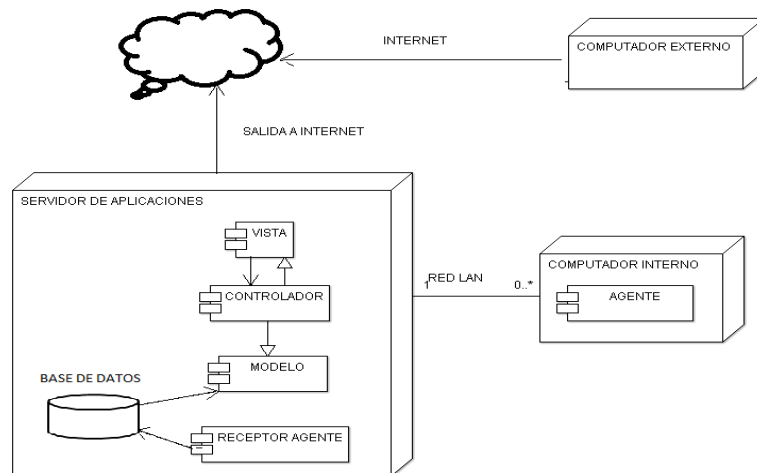 INTERNET
COMPUTADOR EXTERNO
SALIDA A INTERNET
SERVIDOR DE APLICACIONES
VISTA
CONTROLADOR
MODELO
BASE DE DATOS
RECEPTOR AGENTE
1
RED LAN
0..*
COMPUTADOR INTERNO
AGENTE